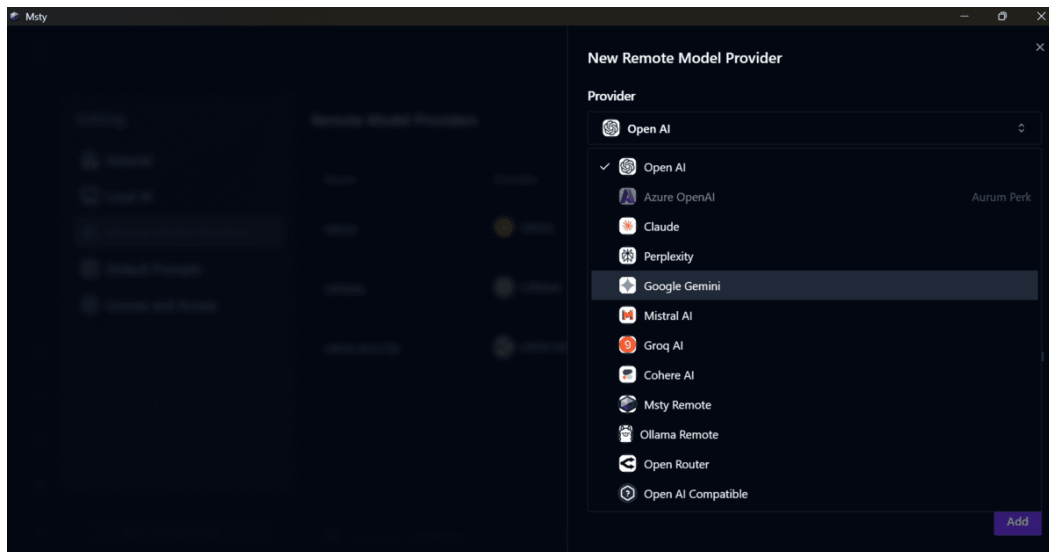 Msty
New Remote Model Provider
Provider
Open AI
Open AI
Azure OpenAI Aurum Perk
Claude
Perplexity
Google Gemini
Mistral AI
Groq AI
Cohere AI
Msty Remote
Ollama Remote
Open Router
Open AI Compatible
Add